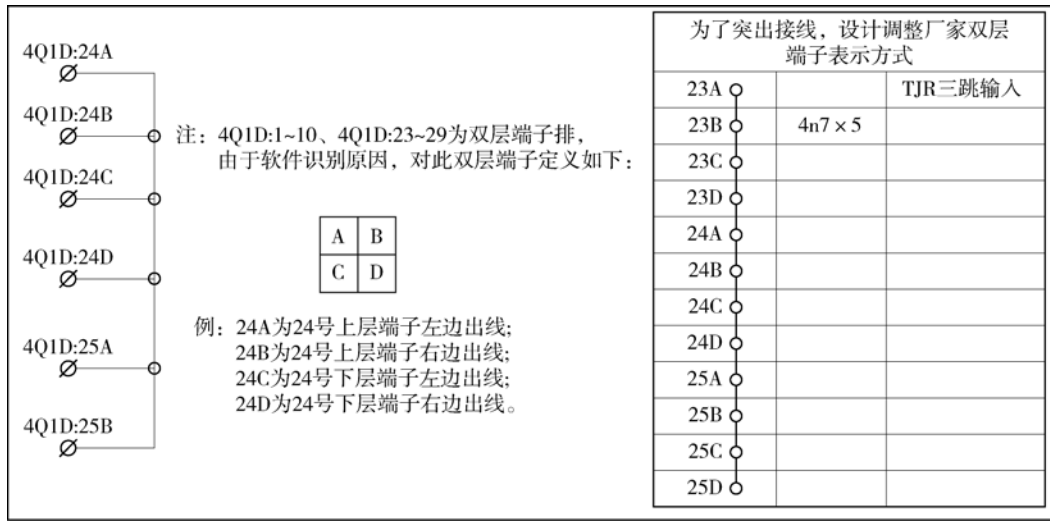 4Q1D:24A
4Q1D:24B
4Q1D:24C
4Q1D:24D
4Q1D:25A
4Q1D:25B
注：4Q1D:1~10、4Q1D:23~29为双层端子排，
由于软件识别原因，对此双层端子定义如下：
A B
C D
例：24A为24号上层端子左边出线；
24B为24号上层端子右边出线；
24C为24号下层端子左边出线；
24D为24号下层端子右边出线。
为了突出接线，设计调整厂家双层
端子表示方式
23A TJR三跳输入
23B 4n7×5
23C
23D
24A
24B
24C
24D
25A
25B
25C
25D